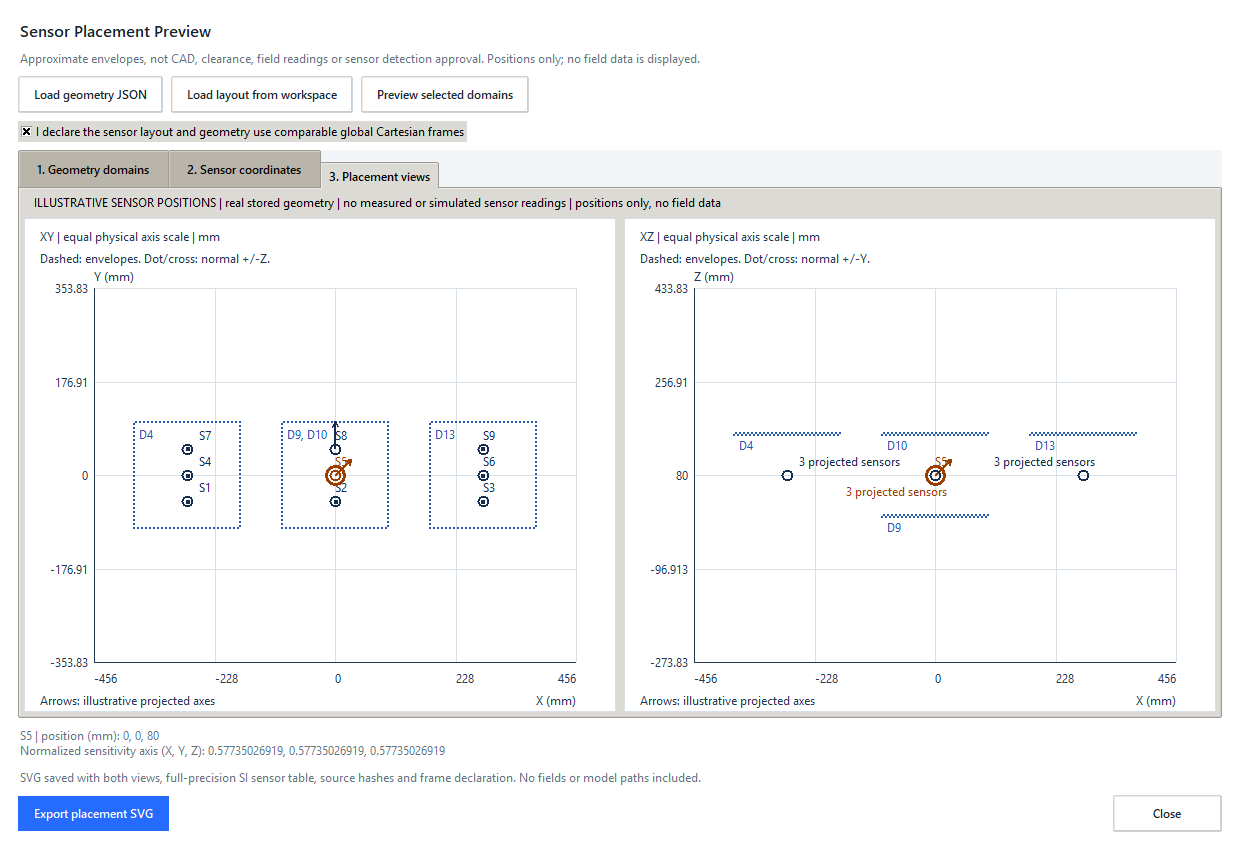 Sensor Placement Preview
Approximate envelopes, not CAD, clearance, field readings or sensor detection approval. Positions only; no field data is displayed.
Load geometry JSON
Load layout from workspace
Preview selected domains
I declare the sensor layout and geometry use comparable global Cartesian frames
1. Geometry domains
2. Sensor coordinates
3. Placement views
ILLUSTRATIVE SENSOR POSITIONS | real stored geometry | no measured or simulated sensor readings | positions only, no field data
XY | equal physical axis scale | mm
Dashed: envelopes. Dot/cross: normal +/-Z.
Y (mm)
353.83
176.91
0
-176.91
-353.83
D4
S7
S4
S1
D9, D10
S8
S5
S2
D13
S9
S6
S3
-456
-228
0
228
456
Arrows: illustrative projected axes
X (mm)
XZ | equal physical axis scale | mm
Dashed: envelopes. Dot/cross: normal +/-Y.
Z (mm)
433.83
256.91
80
-96.913
-273.83
D4
D10
D13
3 projected sensors
S5
3 projected sensors
3 projected sensors
D9
-456
-228
0
228
456
Arrows: illustrative projected axes
X (mm)
S5 | position (mm): 0, 0, 80
Normalized sensitivity axis (X, Y, Z): 0.57735026919, 0.57735026919, 0.57735026919
SVG saved with both views, full-precision SI sensor table, source hashes and frame declaration. No fields or model paths included.
Export placement SVG
Close